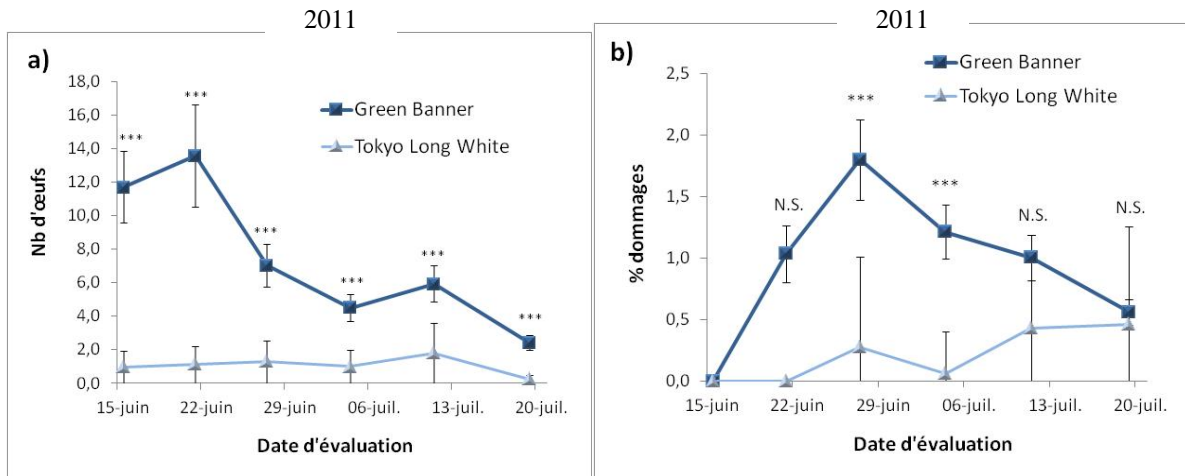 2011
a)
18,0
16,0
14,0
12,0
10,0
8,0
6,0
4,0
2,0
0,0
Nb d'œufs
***
***
***
***
***
***
Green Banner
Tokyo Long White
15-juin
22-juin
29-juin
06-juil.
13-juil.
20-juil.
Date d'évaluation
2011
b)
2,5
2,0
1,5
1,0
0,5
0,0
% dommages
Green Banner
Tokyo Long White
N.S.
***
***
N.S.
N.S.
15-juin
22-juin
29-juin
06-juil.
13-juil.
20-juil.
Date d'évaluation